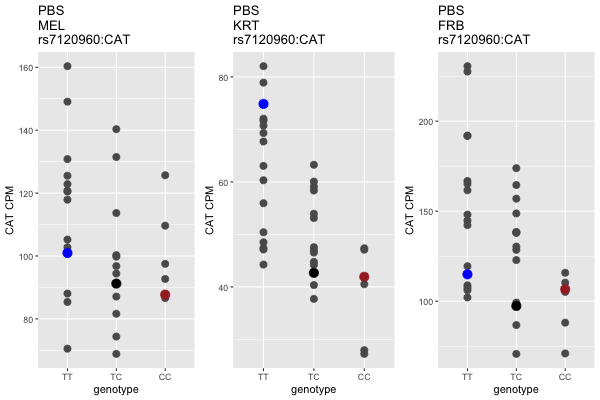 PBS
MEL
rs7120960:CAT
160
140
120
100
80
CAT CPM
TT
TC
CC
genotype
PBS
KRT
rs7120960:CAT
80
60
40
CAT CPM
TT
TC
CC
genotype
PBS
FRB
rs7120960:CAT
200
150
100
CAT CPM
TT
TC
CC
genotype